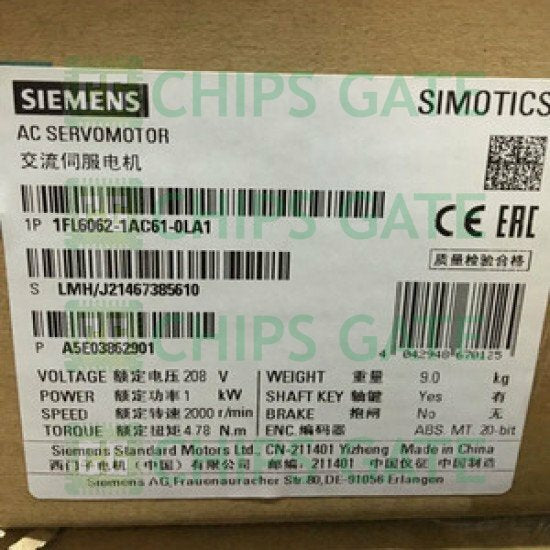 CHIPS GATE
SIEMENS
SIMOTICS
AC SERVOMOTOR
交流伺服电机
1P 1FL6062-1AC61-0LA1
CE EAC
质量检验合格
S LMH/J21467385610
P A5E03862901
4 042948 670125
VOLTAGE 额定电压 208 V
WEIGHT 重量 9.0 kg
POWER 额定功率 1 kW
SHAFT KEY 轴键 Yes 有
SPEED 额定转速 2000 r/min
BRAKE 抱闸 No 无
TORQUE 额定扭矩 4.78 N.m
ENC. 编码器 ABS. MT. 20-bit
Siemens Standard Motors Ltd., CN-211401 Yizheng Made in China
西门子电机（中国）有限公司 邮编: 211401 中国仪征 中国制造
Siemens AG, Frauenauracher Str.80, DE-91056 Erlangen
CHIPS GATE
CHIPS GATE
CHIPS GATE